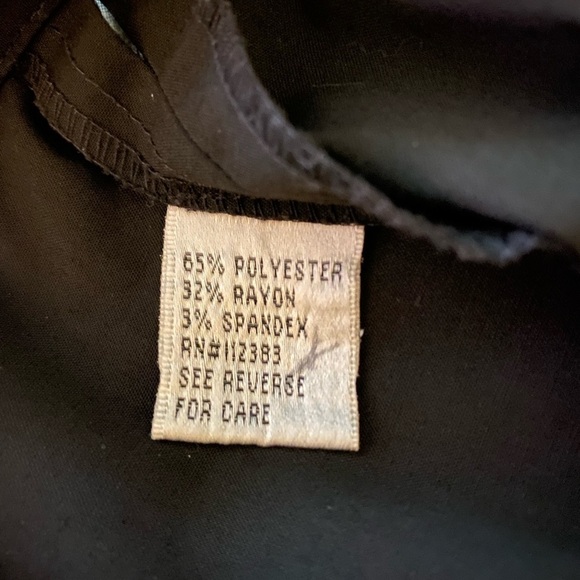 65% POLYESTER
32% RAYON
3% SPANDEX
RN#112383
SEE REVERSE
FOR CARE